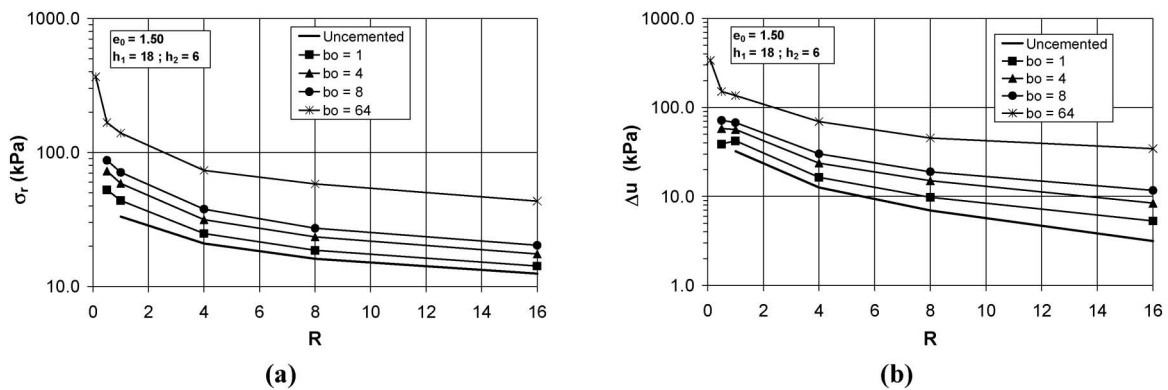 1000.0
100.0
10.0
σr (kPa)
e0 = 1.50
h1 = 18 ; h2 = 6
Uncemented
bo = 1
bo = 4
bo = 8
bo = 64
0 2 4 6 8 10 12 14 16
R
(a)
1000.0
100.0
10.0
1.0
Δu (kPa)
e0 = 1.50
h1 = 18 ; h2 = 6
Uncemented
bo = 1
bo = 4
bo = 8
bo = 64
0 2 4 6 8 10 12 14 16
R
(b)